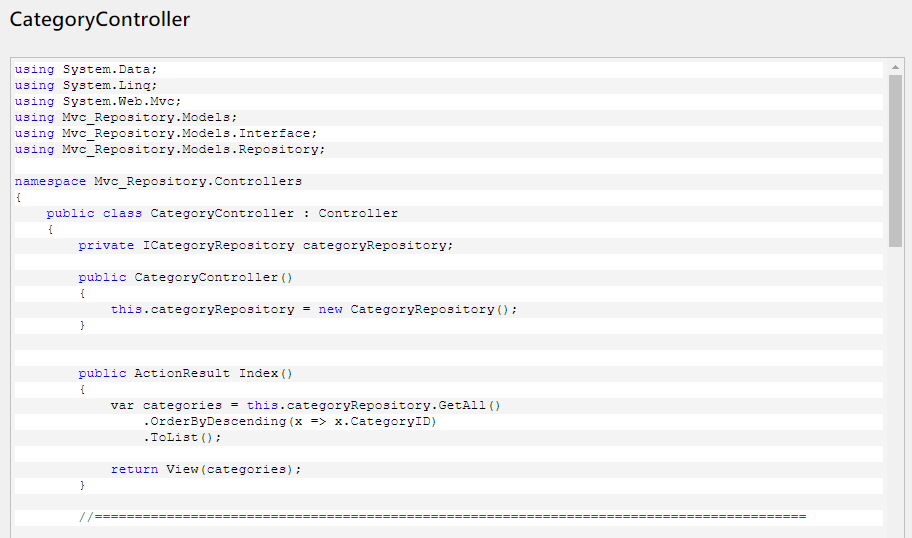 CategoryController
using System.Data;
using System.Linq;
using System.Web.Mvc;
using Mvc_Repository.Models;
using Mvc_Repository.Models.Interface;
using Mvc_Repository.Models.Repository;
namespace Mvc_Repository.Controllers
{
public class CategoryController : Controller
{
private ICategoryRepository categoryRepository;
public CategoryController()
{
this.categoryRepository = new CategoryRepository();
}
public ActionResult Index()
{
var categories = this.categoryRepository.GetAll()
.OrderByDescending(x => x.CategoryID)
.ToList();
return View(categories);
}
//=========================================================================================